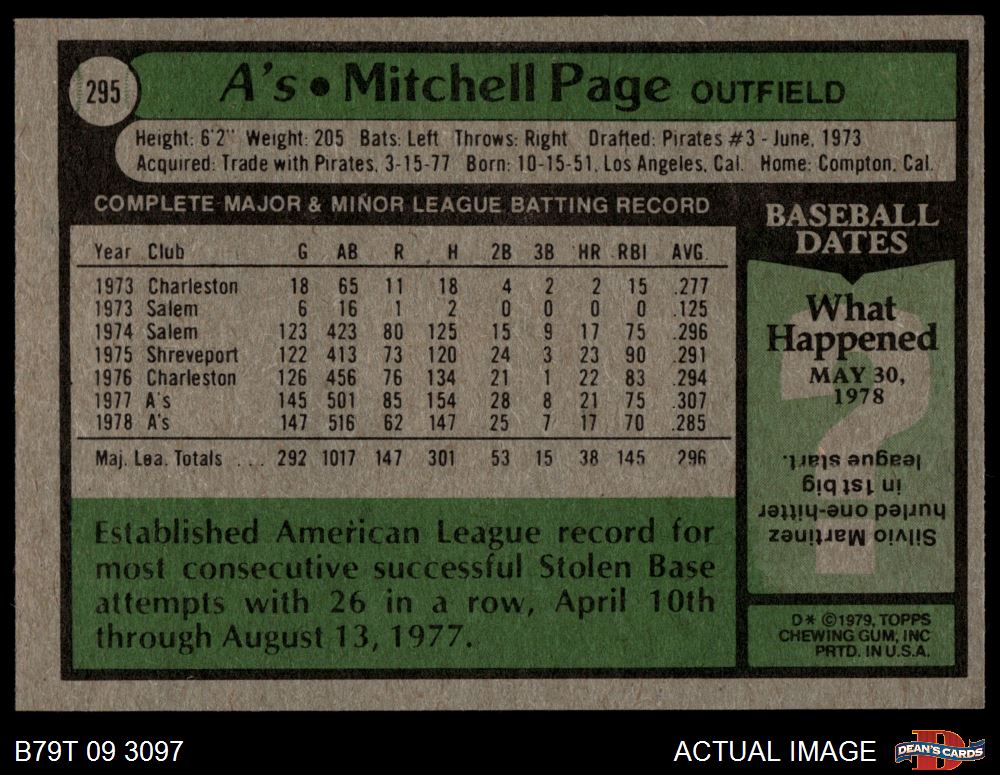 295
A's • Mitchell Page OUTFIELD
Height: 6'2" Weight: 205 Bats: Left Throws: Right Drafted: Pirates #3 - June, 1973
Acquired: Trade with Pirates, 3-15-77 Born: 10-15-51, Los Angeles, Cal. Home: Compton, Cal.
COMPLETE MAJOR & MINOR LEAGUE BATTING RECORD
Year Club G AB R H 2B 3B HR RBI AVG.
1973 Charleston 18 65 11 18 4 2 2 15 .277
1973 Salem 6 16 1 2 0 0 0 0 .125
1974 Salem 123 423 80 125 15 9 17 75 .296
1975 Shreveport 122 413 73 120 24 3 23 90 .291
1976 Charleston 126 456 76 134 21 1 22 83 .294
1977 A's 145 501 85 154 28 8 21 75 .307
1978 A's 147 516 62 147 25 7 17 70 .285
Maj. Lea. Totals ... 292 1017 147 301 53 15 38 145 .296
Established American League record for
most consecutive successful Stolen Base
attempts with 26 in a row, April 10th
through August 13, 1977.
BASEBALL
DATES
What
Happened
MAY 30,
1978
?
Silvio Martinez
hurled one-hitter
in 1st big
league start.
D* ©1979, TOPPS
CHEWING GUM, INC
PRTD. IN U.S.A.
B79T 09 3097
ACTUAL IMAGE
D
DEAN'S CARDS